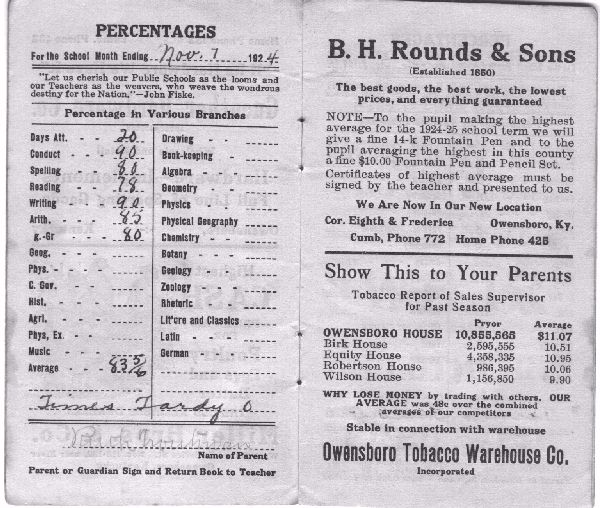 PERCENTAGES
For the School Month Ending Nov. 7 1924
"Let us cherish our Public Schools as the looms and
our Teachers as the weavers, who weave the wondrous
destiny for the Nation."—John Fiske.
Percentage in Various Branches
Days Att. - - 20
Conduct - - 90
Spelling - - 80
Reading - - 78
Writing - - 90
Arith. - - - 85
g.-Gr - - 80
Geog. - - -
Phys. - - -
C. Gov. - - -
Hist. - - -
Agri. - - -
Phys, Ex. - -
Music - - -
Average - - - 83 5/6
Drawing - -
Book-keeping - -
Algebra - -
Geometry - -
Physics - -
Physical Geography -
Chemistry - -
Botany - - -
Geology - -
Zoology - - -
Rhetoric - -
Lit'ere and Classics -
Latin - - -
German - -
Times Tardy 0
Name of Parent
Parent or Guardian Sign and Return Book to Teacher
B. H. Rounds & Sons
(Established 1850)
The best goods, the best work, the lowest
prices, and everything guaranteed
NOTE—To the pupil making the highest
average for the 1924-25 school term we will
give a fine 14-k Fountain Pen and to the
pupil averaging the highest in this county
a fine $10.00 Fountain Pen and Pencil Set.
Certificates of highest average must be
signed by the teacher and presented to us.
We Are Now In Our New Location
Cor. Eighth & Frederica Owensboro, Ky.
Cumb, Phone 772 Home Phone 425
Show This to Your Parents
Tobacco Report of Sales Supervisor
for Past Season
Pryor Average
OWENSBORO HOUSE 10,855,565 $11.07
Birk House 2,595,555 10.51
Equity House 4,358,335 10.95
Robertson House 986,395 10.06
Wilson House 1,156,850 9.90
WHY LOSE MONEY by trading with others. OUR
AVERAGE was 48c over the combined
averages of our competitors
Stable in connection with warehouse
Owensboro Tobacco Warehouse Co.
Incorporated